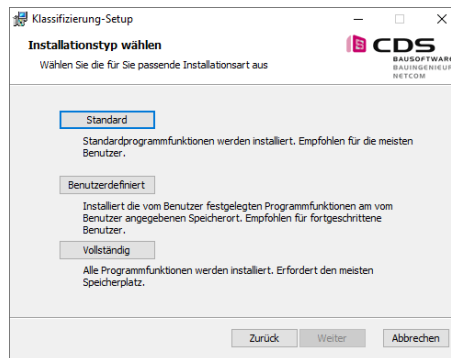 Klassifizierung-Setup
Installationstyp wählen
Wählen Sie die für Sie passende Installationsart aus
CDS
BAUSOFTWARE
BAUINGENIEUR
NETCOM
Standard
Standardprogrammfunktionen werden installiert. Empfohlen für die meisten
Benutzer.
Benutzerdefiniert
Installiert die vom Benutzer festgelegten Programmfunktionen am vom
Benutzer angegebenen Speicherort. Empfohlen für fortgeschrittene
Benutzer.
Vollständig
Alle Programmfunktionen werden installiert. Erfordert den meisten
Speicherplatz.
Zurück
Weiter
Abbrechen